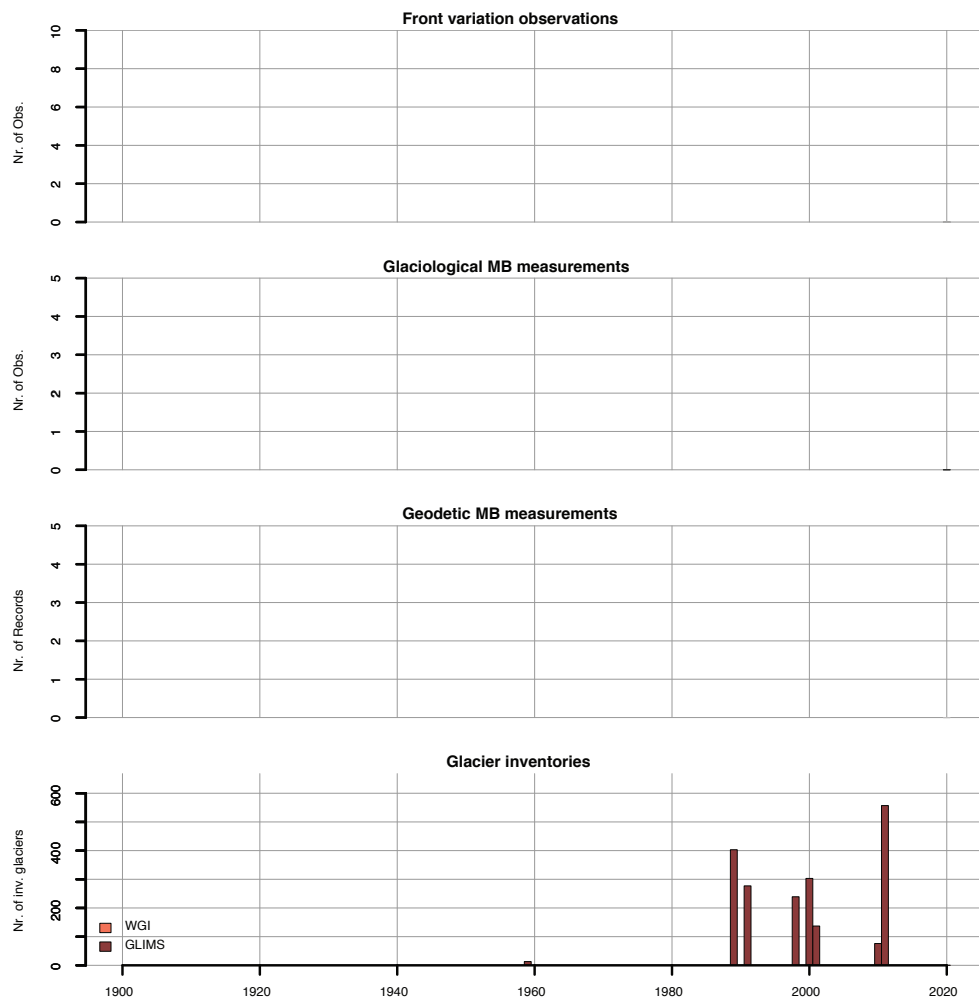 Front variation observations
10
8
6
4
2
0
Nr. of Obs.
Glaciological MB measurements
5
4
3
2
1
0
Nr. of Obs.
Geodetic MB measurements
5
4
3
2
1
0
Nr. of Records
Glacier inventories
600
400
200
0
Nr. of inv. glaciers
WGI
GLIMS
1900 1920 1940 1960 1980 2000 2020